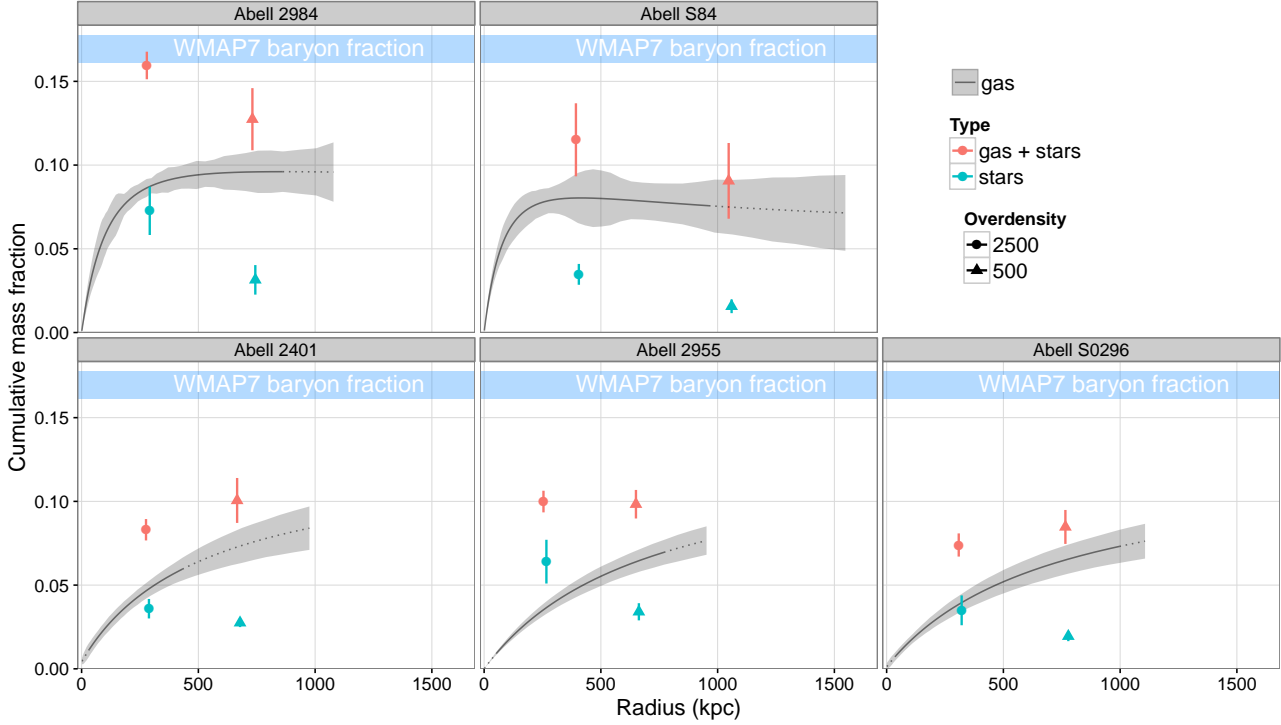 Abell 2984
Abell S84
WMAP7 baryon fraction
WMAP7 baryon fraction
0.15
0.10
0.05
0.00
gas
Type
gas + stars
stars
Overdensity
2500
500
Abell 2401
Abell 2955
Abell S0296
WMAP7 baryon fraction
WMAP7 baryon fraction
WMAP7 baryon fraction
0.15
0.10
0.05
0.00
0 500 1000 1500
0 500 1000 1500
0 500 1000 1500
Radius (kpc)
Cumulative mass fraction